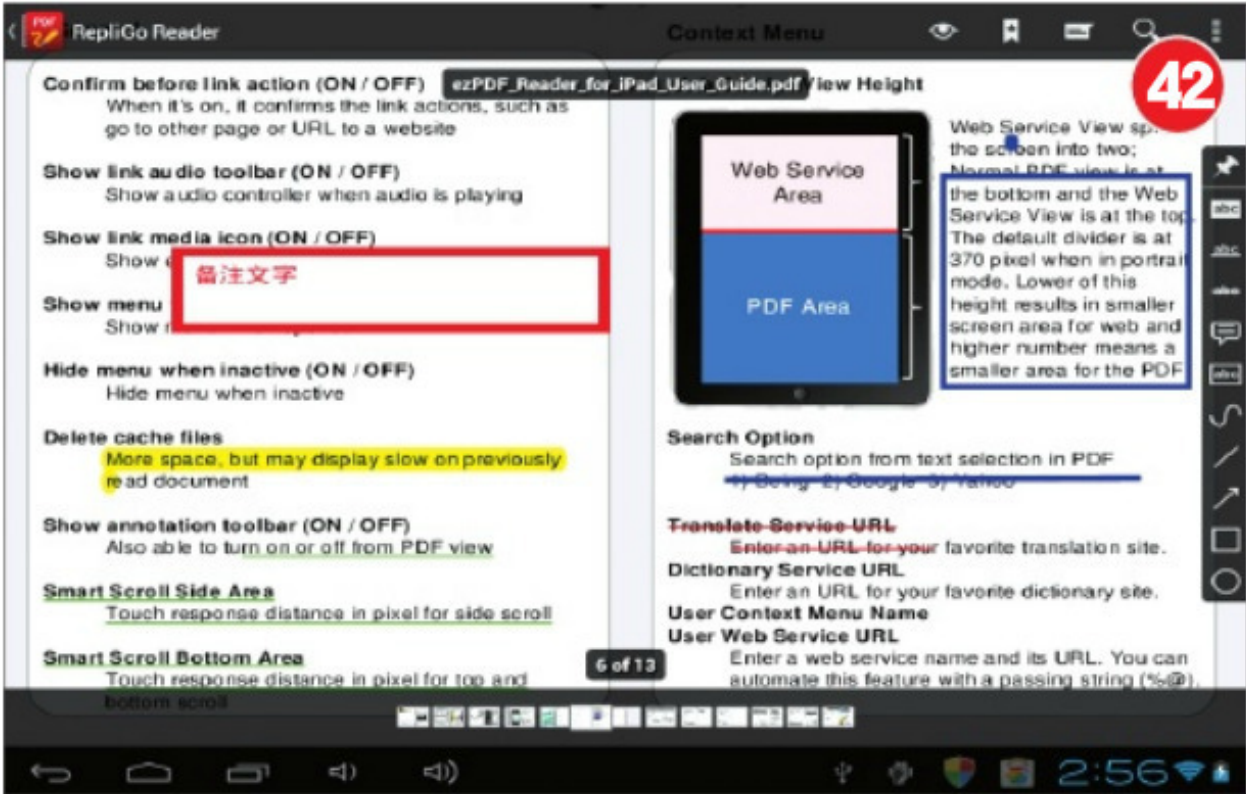 RepliGo Reader
Context Menu
42
ezPDF_Reader_for_iPad_User_Guide.pdf
Confirm before link action (ON / OFF)
When it's on, it confirms the link actions, such as
go to other page or URL to a website
Show link audio toolbar (ON / OFF)
Show audio controller when audio is playing
Show link media icon (ON / OFF)
Show
备注文字
Show menu
Show
Hide menu when inactive (ON / OFF)
Hide menu when inactive
Delete cache files
More space, but may display slow on previously
read document
Show annotation toolbar (ON / OFF)
Also able to turn on or off from PDF view
Smart Scroll Side Area
Touch response distance in pixel for side scroll
Smart Scroll Bottom Area
Touch response distance in pixel for top and
bottom scroll
View Height
Web Service
Area
PDF Area
Web Service View
the screen into two;
Normal PDF view is at
the bottom and the Web
Service View is at the top.
The default divider is at
370 pixel when in portrait
mode. Lower of this
height results in smaller
screen area for web and
higher number means a
smaller area for the PDF
Search Option
Search option from text selection in PDF
1) Being 2) Google 3) Yahoo
Translate Service URL
Enter an URL for your favorite translation site.
Dictionary Service URL
Enter an URL for your favorite dictionary site.
User Context Menu Name
User Web Service URL
Enter a web service name and its URL. You can
automate this feature with a passing string (%@).
abc
abc
abc
abc
6 of 13
2:56